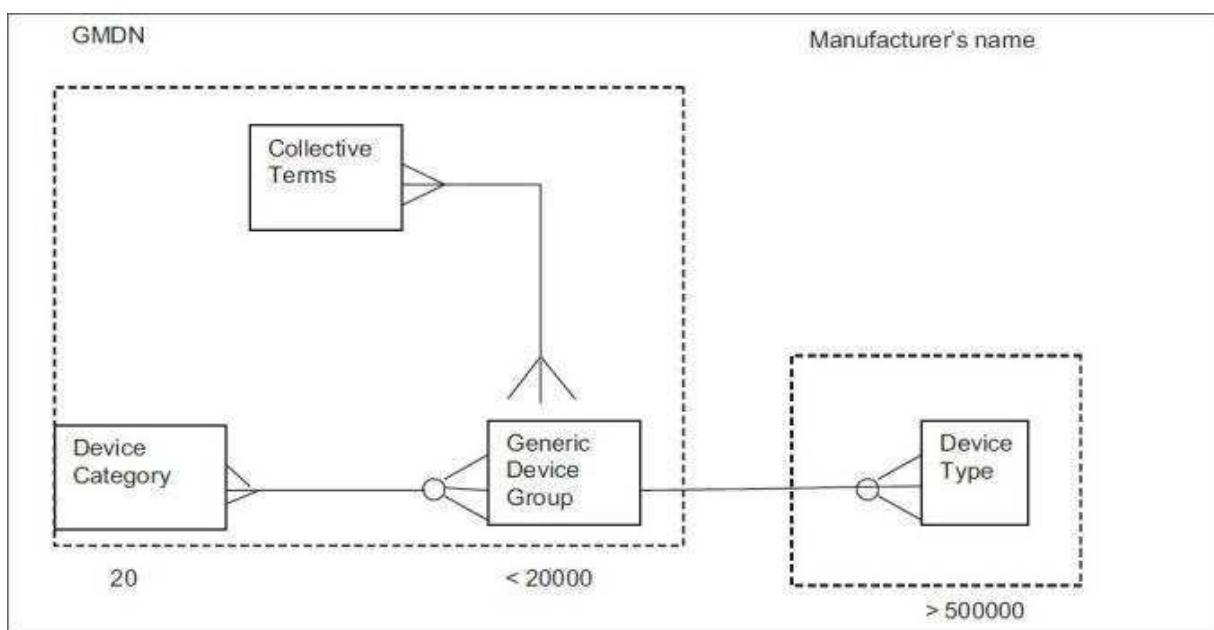 GMDN
Manufacturer's name
Collective
Terms
Device
Category
Generic
Device
Group
Device
Type
20
< 20000
> 500000